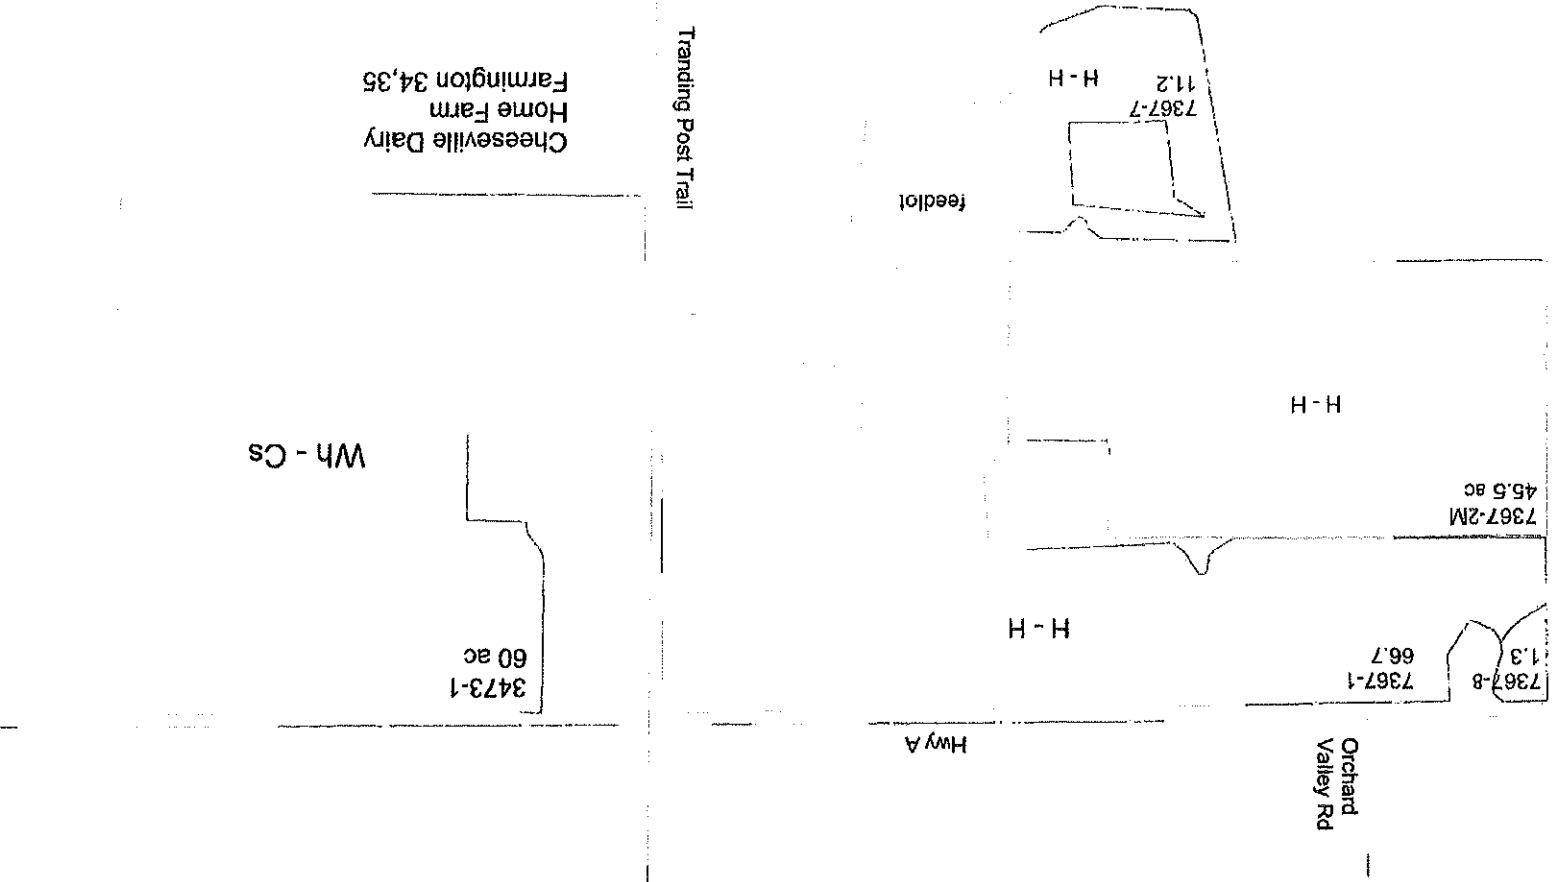 Orchard
Valley Rd
Hwy A
7367-8
1.3
7367-1
66.7
3473-1
60 ac
H - H
7367-2M
45.5 ac
Wh - Cs
H - H
feedlot
Tranding Post Trail
7367-7
11.2
H - H
Cheeseville Dairy
Home Farm
Farmington 34,35